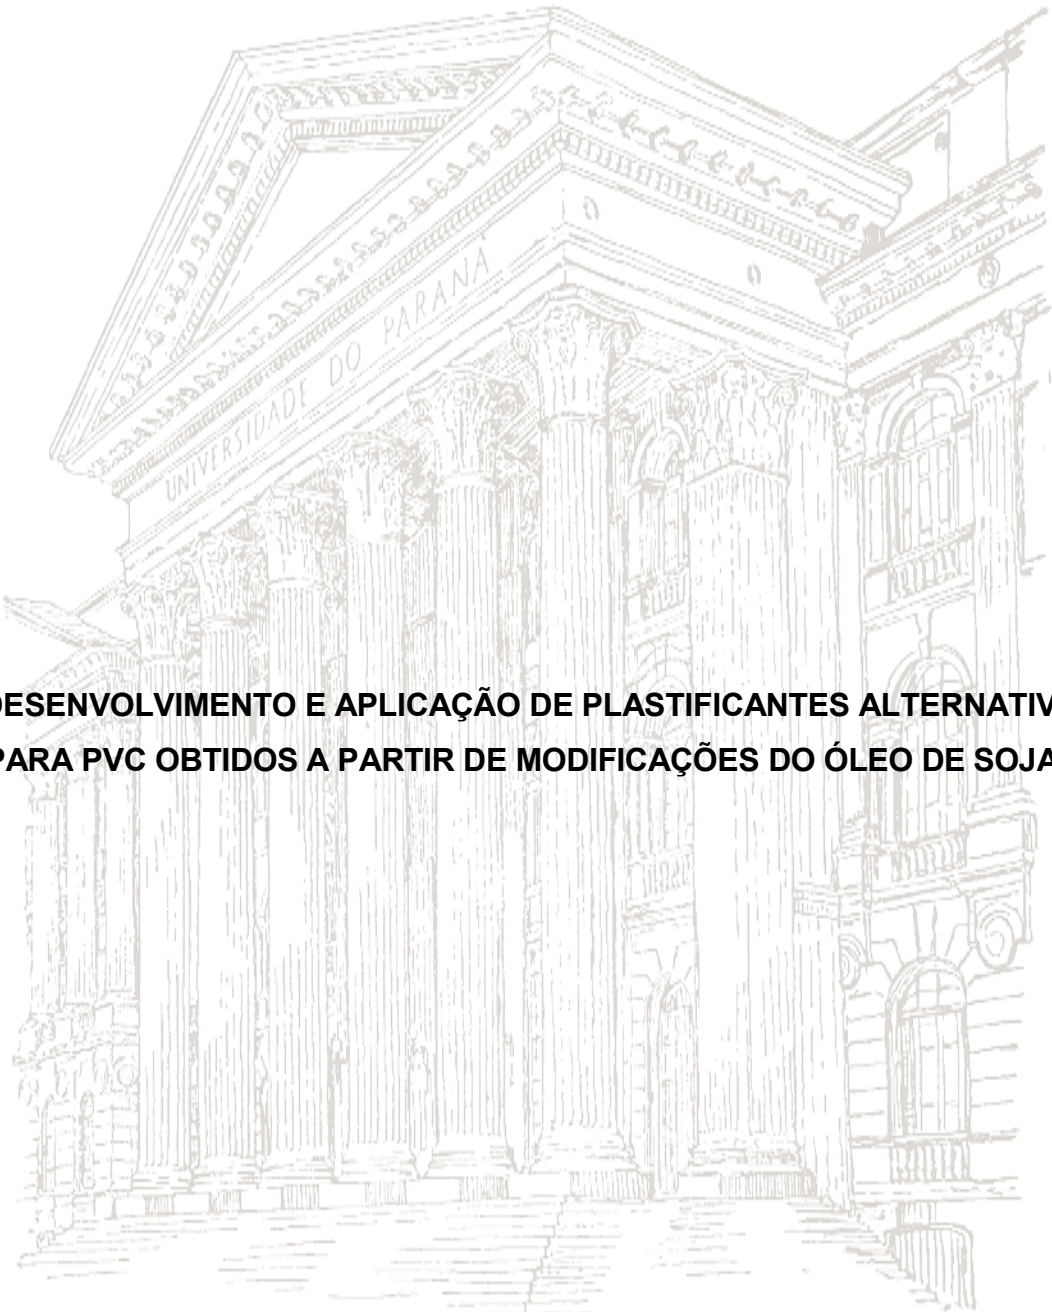 UNIVERSIDADE DO PARANÁ
DESENVOLVIMENTO E APLICAÇÃO DE PLASTIFICANTES ALTERNATIV
PARA PVC OBTIDOS A PARTIR DE MODIFICAÇÕES DO ÓLEO DE SOJA